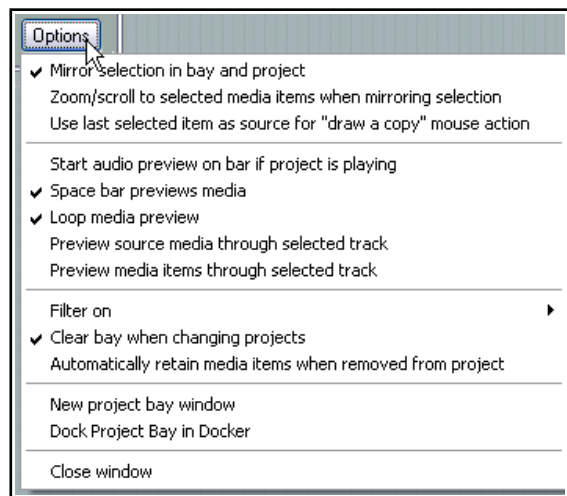 Options
Mirror selection in bay and project
Zoom/scroll to selected media items when mirroring selection
Use last selected item as source for "draw a copy" mouse action
Start audio preview on bar if project is playing
Space bar previews media
Loop media preview
Preview source media through selected track
Preview media items through selected track
Filter on
Clear bay when changing projects
Automatically retain media items when removed from project
New project bay window
Dock Project Bay in Docker
Close window